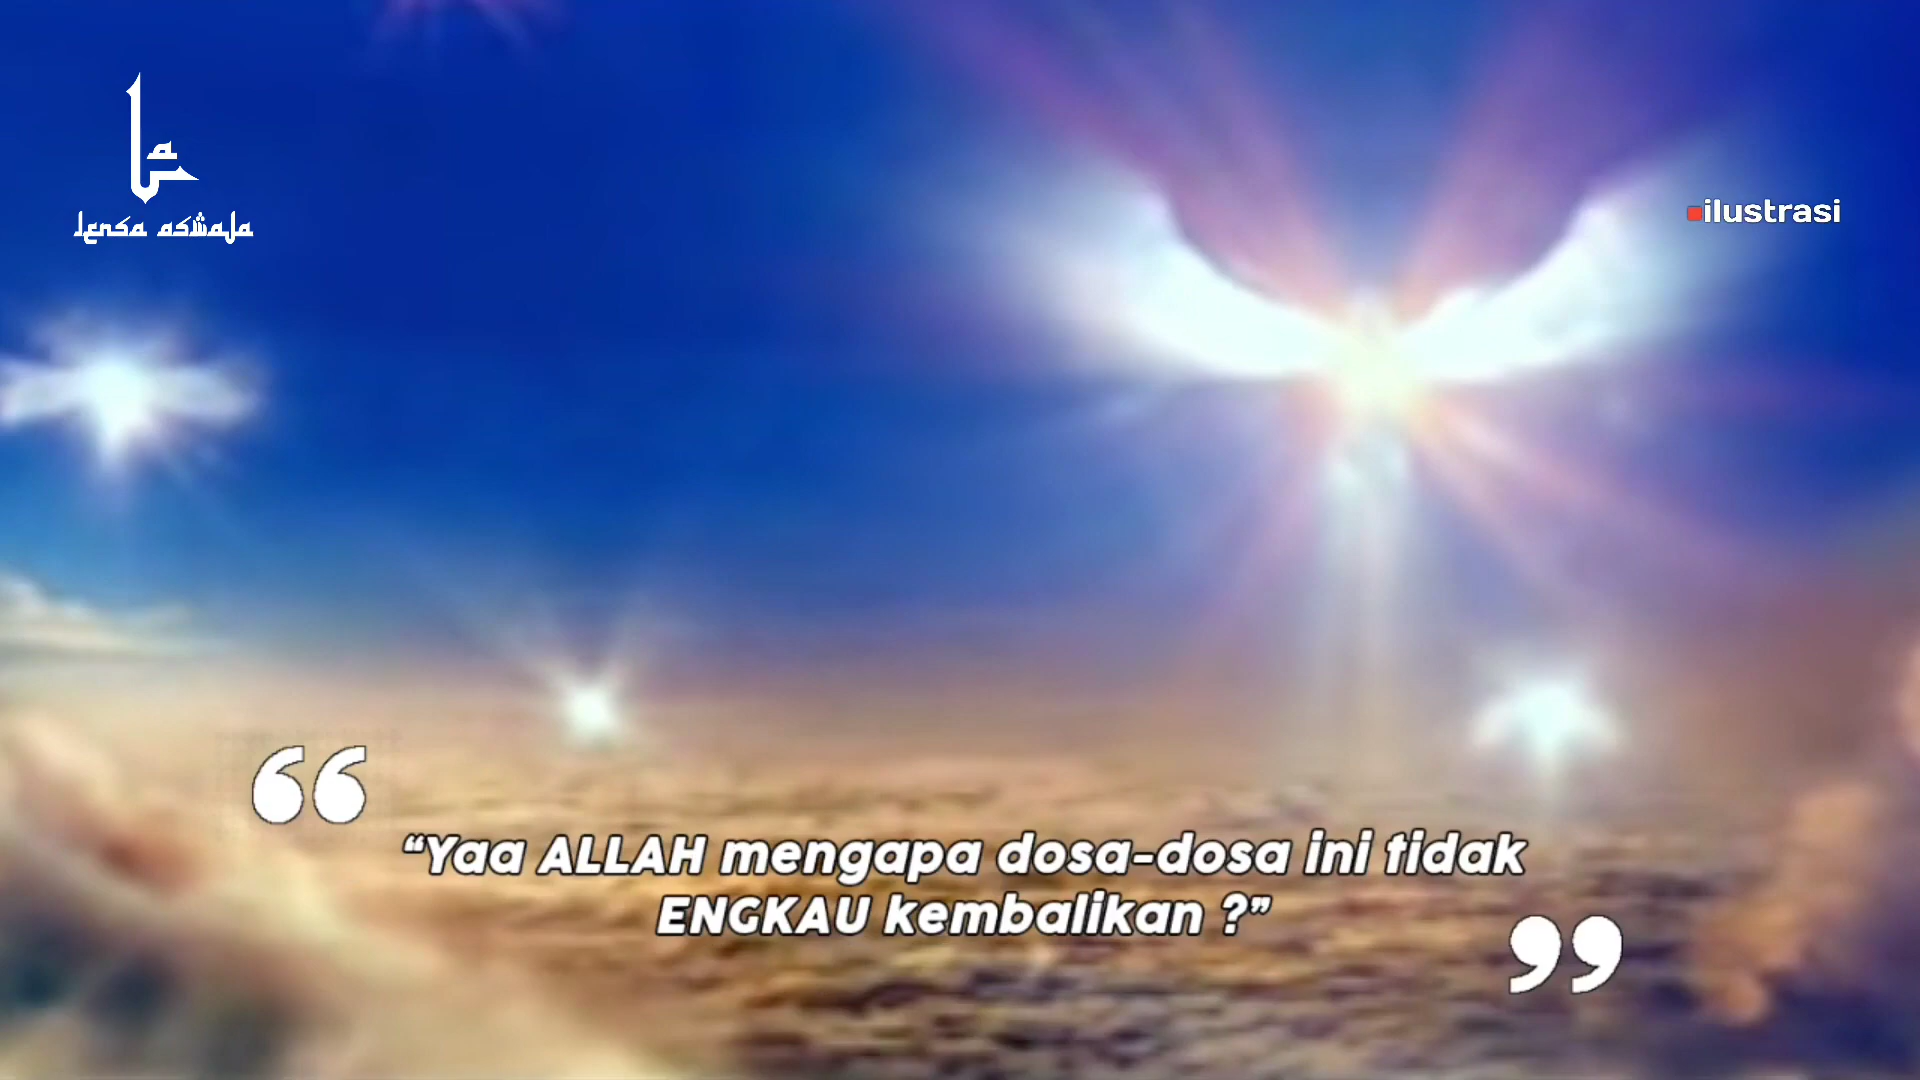 lensa aswaja
ilustrasi
“Yaa ALLAH mengapa dosa-dosa ini tidak
ENGKAU kembalikan ?”